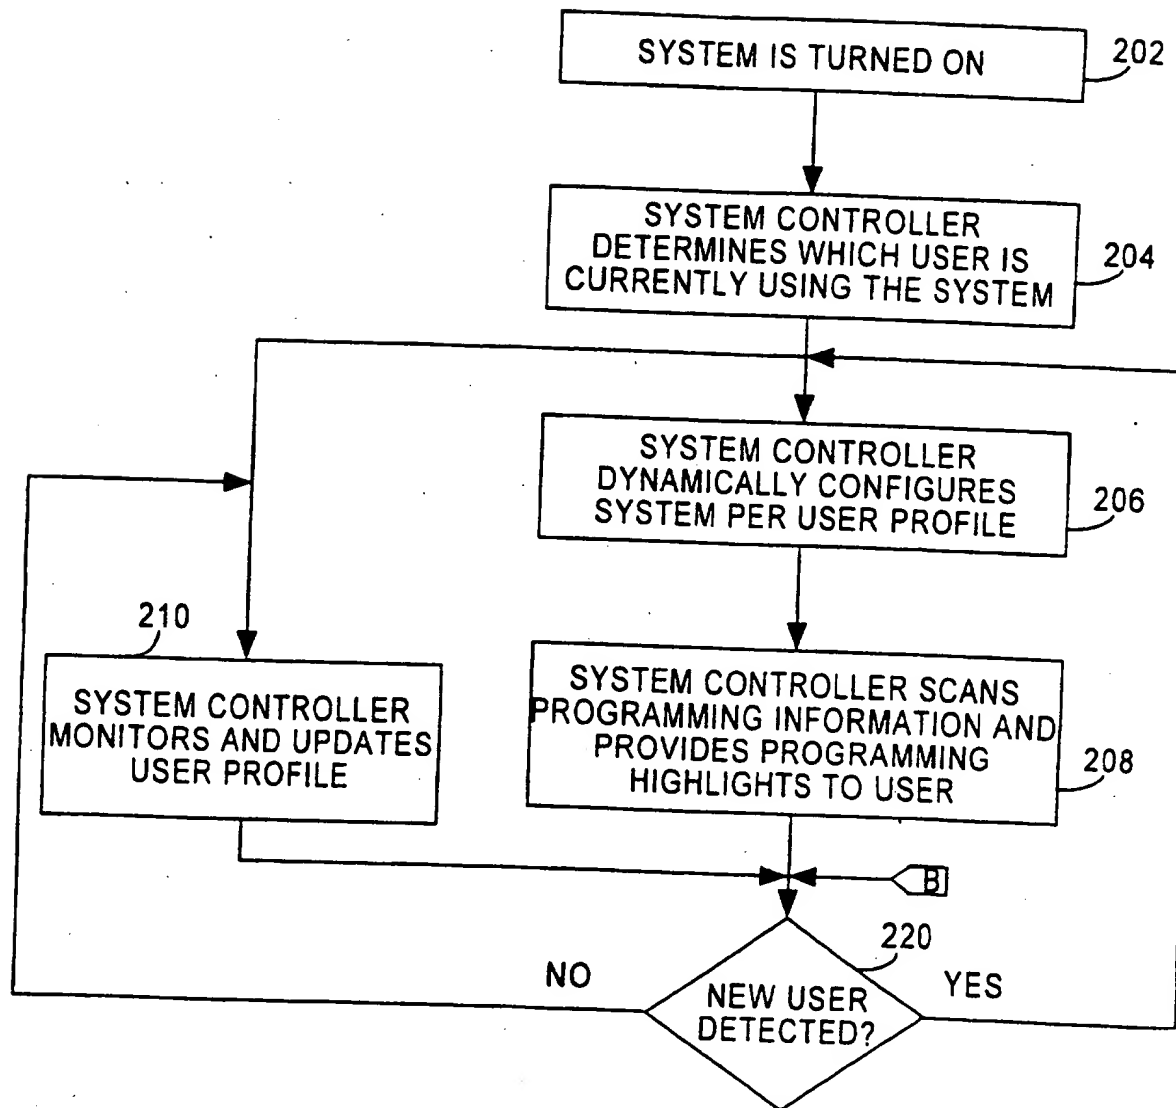 SYSTEM IS TURNED ON
202
SYSTEM CONTROLLER
DETERMINES WHICH USER IS
CURRENTLY USING THE SYSTEM
204
SYSTEM CONTROLLER
DYNAMICALLY CONFIGURES
SYSTEM PER USER PROFILE
206
210
SYSTEM CONTROLLER
MONITORS AND UPDATES
USER PROFILE
SYSTEM CONTROLLER SCANS
PROGRAMMING INFORMATION AND
PROVIDES PROGRAMMING
HIGHLIGHTS TO USER
208
B
220
NO
YES
NEW USER
DETECTED?